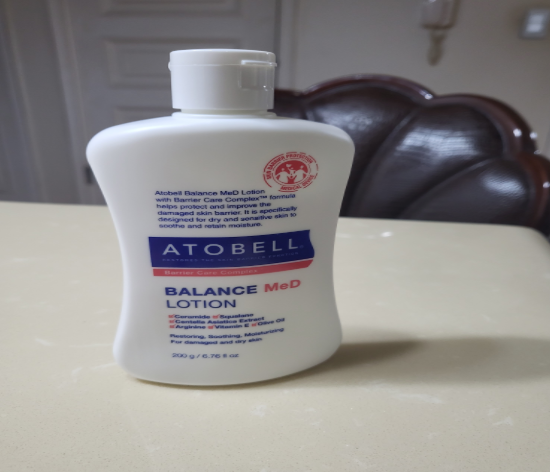 Atobell Balance MeD Lotion
with Barrier Care Complex™ formula
helps protect and improve the
damaged skin barrier. It is specifically
designed for dry and sensitive skin to
sooths and retain moisture.
ATOBELL
Barrier Care Complex
BALANCE MeD
LOTION
Ceramide Squalane
Centella Asiatica Extract
Arginine Vitamin E Olive Oil
Restoring, Soothing, Moisturizing
For damaged and dry skin
200 g / 6.76 fl oz